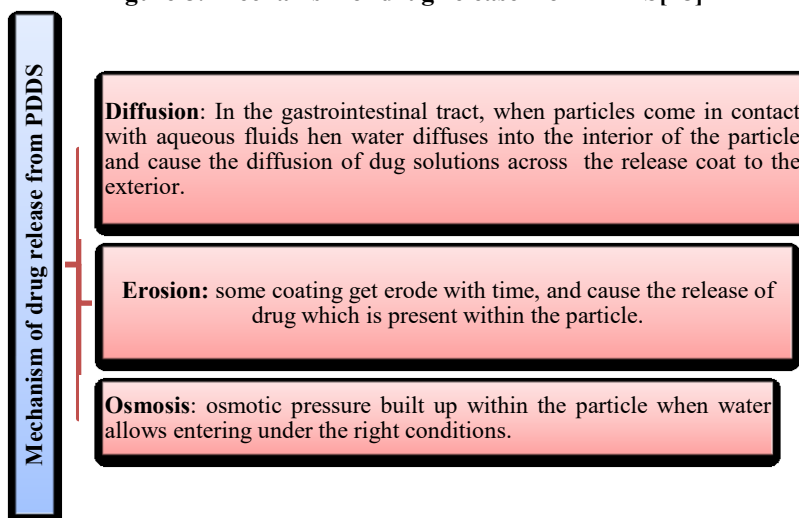 Mechanism of drug release from PDDS
Diffusion: In the gastrointestinal tract, when particles come in contact
with aqueous fluids hen water diffuses into the interior of the particle
and cause the diffusion of dug solutions across the release coat to the
exterior.
Erosion: some coating get erode with time, and cause the release of
drug which is present within the particle.
Osmosis: osmotic pressure built up within the particle when water
allows entering under the right conditions.